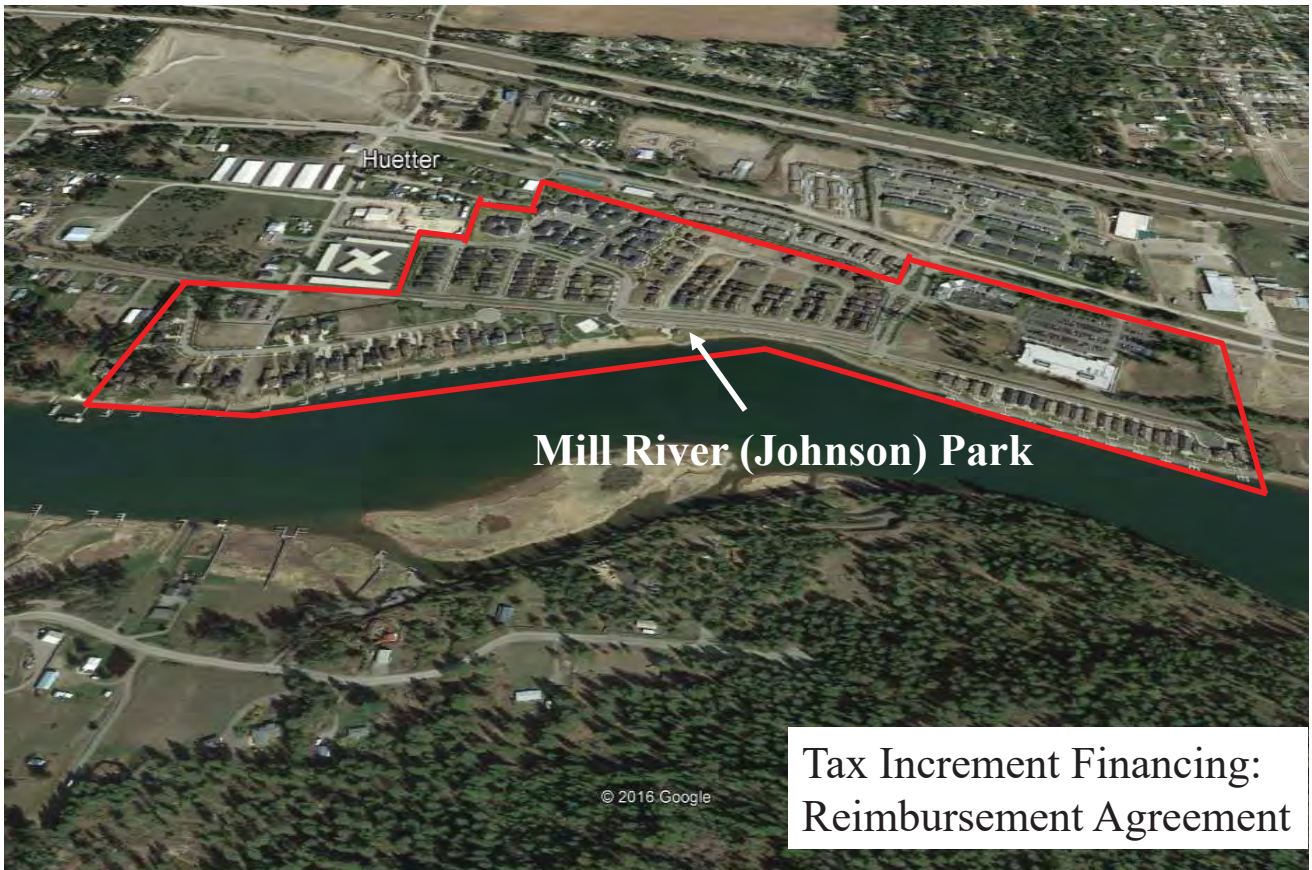 Huetter
Mill River (Johnson) Park
© 2016 Google
Tax Increment Financing:
Reimbursement Agreement